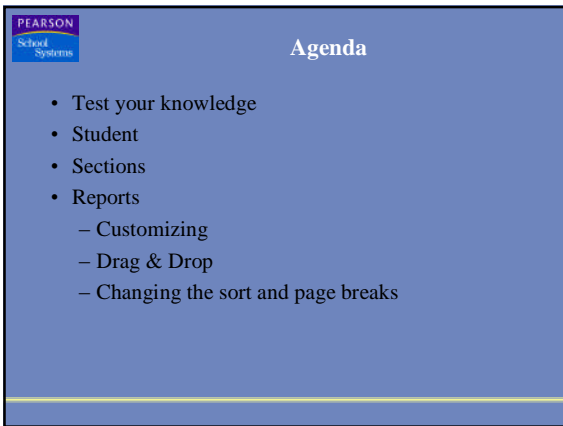 PEARSON
School
Systems
Agenda
• Test your knowledge
• Student
• Sections
• Reports
– Customizing
– Drag & Drop
– Changing the sort and page breaks